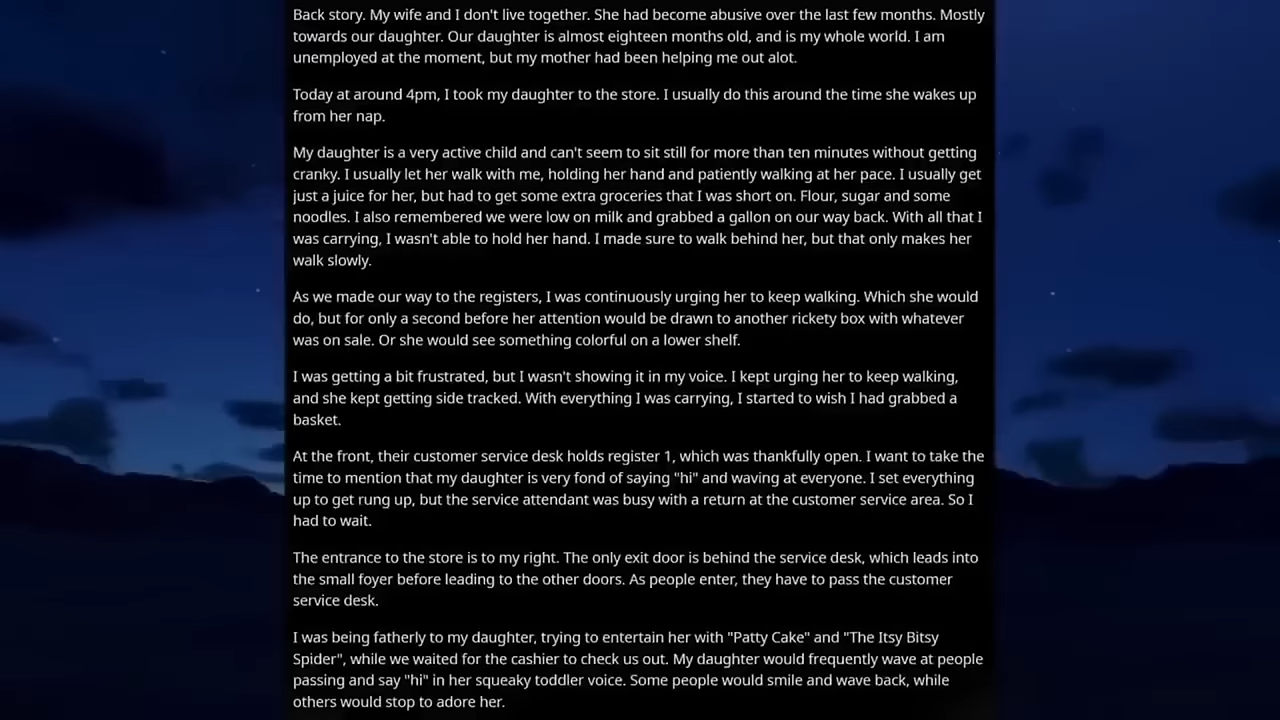 Back story. My wife and I don't live together. She had become abusive over the last few months. Mostly
towards our daughter. Our daughter is almost eighteen months old, and is my whole world. I am
unemployed at the moment, but my mother had been helping me out alot.
Today at around 4pm, I took my daughter to the store. I usually do this around the time she wakes up
from her nap.
My daughter is a very active child and can't seem to sit still for more than ten minutes without getting
cranky. I usually let her walk with me, holding her hand and patiently walking at her pace. I usually get
just a juice for her, but had to get some extra groceries that I was short on. Flour, sugar and some
noodles. I also remembered we were low on milk and grabbed a gallon on our way back. With all that I
was carrying, I wasn't able to hold her hand. I made sure to walk behind her, but that only makes her
walk slowly.
As we made our way to the registers, I was continuously urging her to keep walking. Which she would
do, but for only a second before her attention would be drawn to another rickety box with whatever
was on sale. Or she would see something colorful on a lower shelf.
I was getting a bit frustrated, but I wasn't showing it in my voice. I kept urging her to keep walking,
and she kept getting side tracked. With everything I was carrying, I started to wish I had grabbed a
basket.
At the front, their customer service desk holds register 1, which was thankfully open. I want to take the
time to mention that my daughter is very fond of saying "hi" and waving at everyone. I set everything
up to get rung up, but the service attendant was busy with a return at the customer service area. So I
had to wait.
The entrance to the store is to my right. The only exit door is behind the service desk, which leads into
the small foyer before leading to the other doors. As people enter, they have to pass the customer
service desk.
I was being fatherly to my daughter, trying to entertain her with "Patty Cake" and "The Itsy Bitsy
Spider", while we waited for the cashier to check us out. My daughter would frequently wave at people
passing and say "hi" in her squeaky toddler voice. Some people would smile and wave back, while
others would stop to adore her.